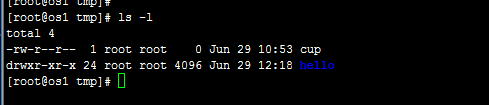 [root@os1 tmp]#
[root@os1 tmp]# ls -l
total 4
-rw-r--r--  1 root root    0 Jun 29 10:53 cup
drwxr-xr-x 24 root root 4096 Jun 29 12:18 hello
[root@os1 tmp]#